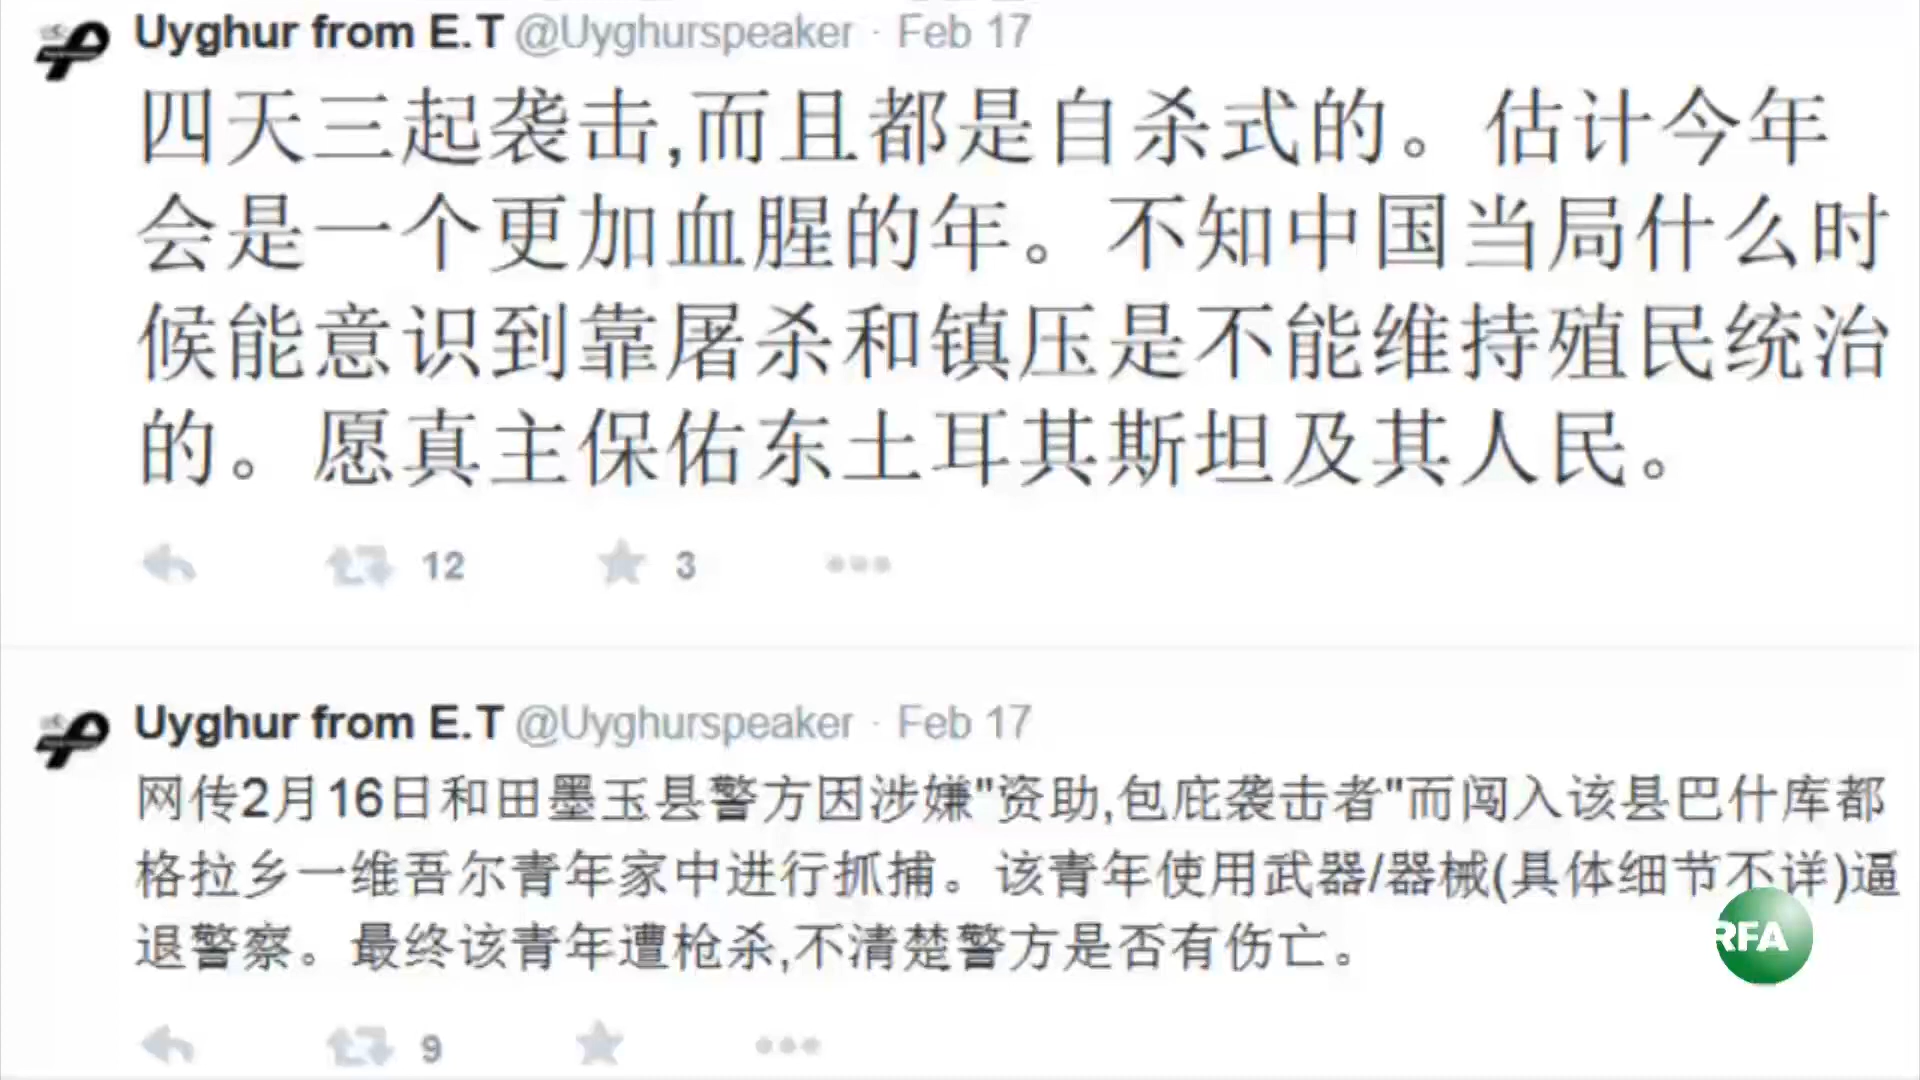 Uyghur from E.T @Uyghurspeaker · Feb 17
四天三起袭击,而且都是自杀式的。估计今年
会是一个更加血腥的年。不知中国当局什么时
候能意识到靠屠杀和镇压是不能维持殖民统治
的。愿真主保佑东土耳其斯坦及其人民。
12 3
Uyghur from E.T @Uyghurspeaker · Feb 17
网传2月16日和田墨玉县警方因涉嫌"资助,包庇袭击者"而闯入该县巴什库都
格拉乡一维吾尔青年家中进行抓捕。该青年使用武器/器械(具体细节不详)逼
退警察。最终该青年遭枪杀,不清楚警方是否有伤亡。
RFA
9